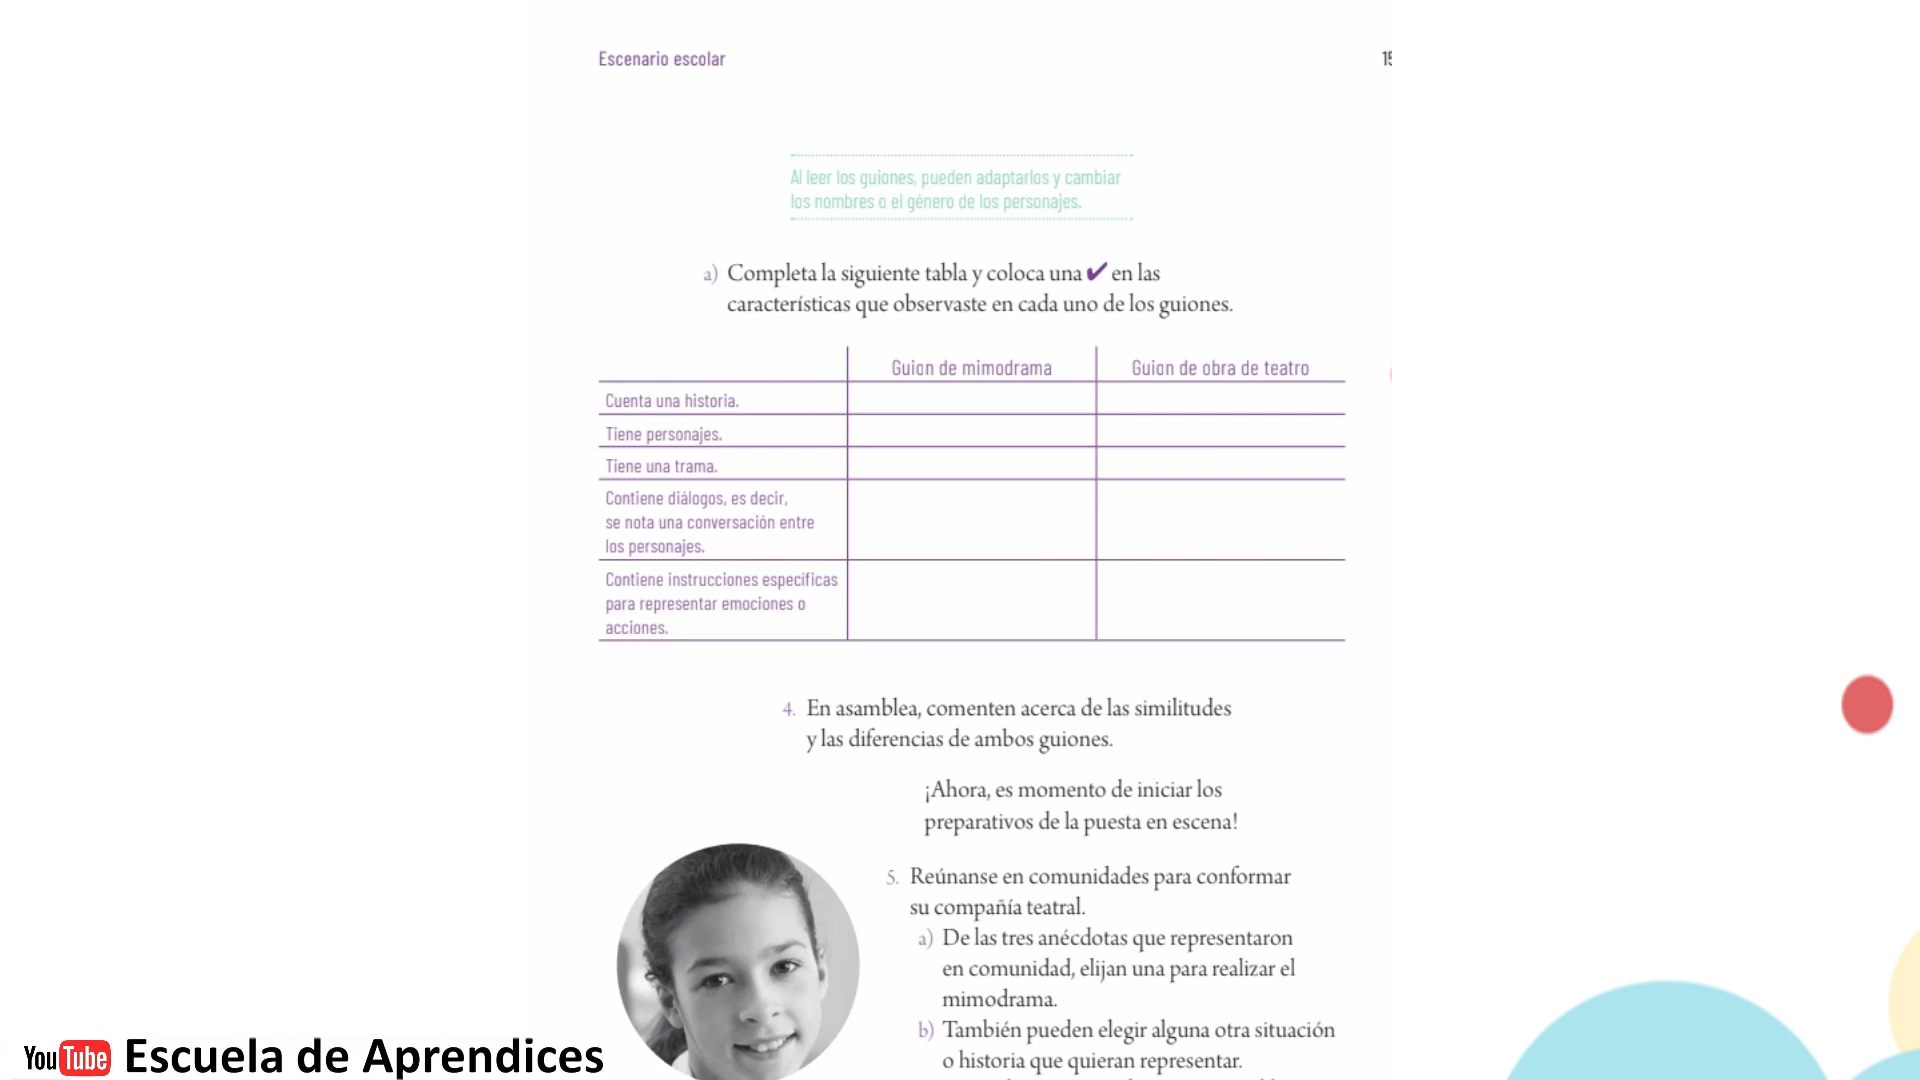 Escenario escolar
Al leer los guiones, pueden adaptarlos y cambiar
los nombres o el género de los personajes.
a) Completa la siguiente tabla y coloca una ✔ en las
características que observaste en cada uno de los guiones.
Guion de mimodrama Guion de obra de teatro
Cuenta una historia.
Tiene personajes.
Tiene una trama.
Contiene diálogos, es decir,
se nota una conversación entre
los personajes.
Contiene instrucciones específicas
para representar emociones o
acciones.
4. En asamblea, comenten acerca de las similitudes
y las diferencias de ambos guiones.
¡Ahora, es momento de iniciar los
preparativos de la puesta en escena!
5. Reúnanse en comunidades para conformar
su compañía teatral.
a) De las tres anécdotas que representaron
en comunidad, elijan una para realizar el
mimodrama.
b) También pueden elegir alguna otra situación
o historia que quieran representar.
YouTube Escuela de Aprendices